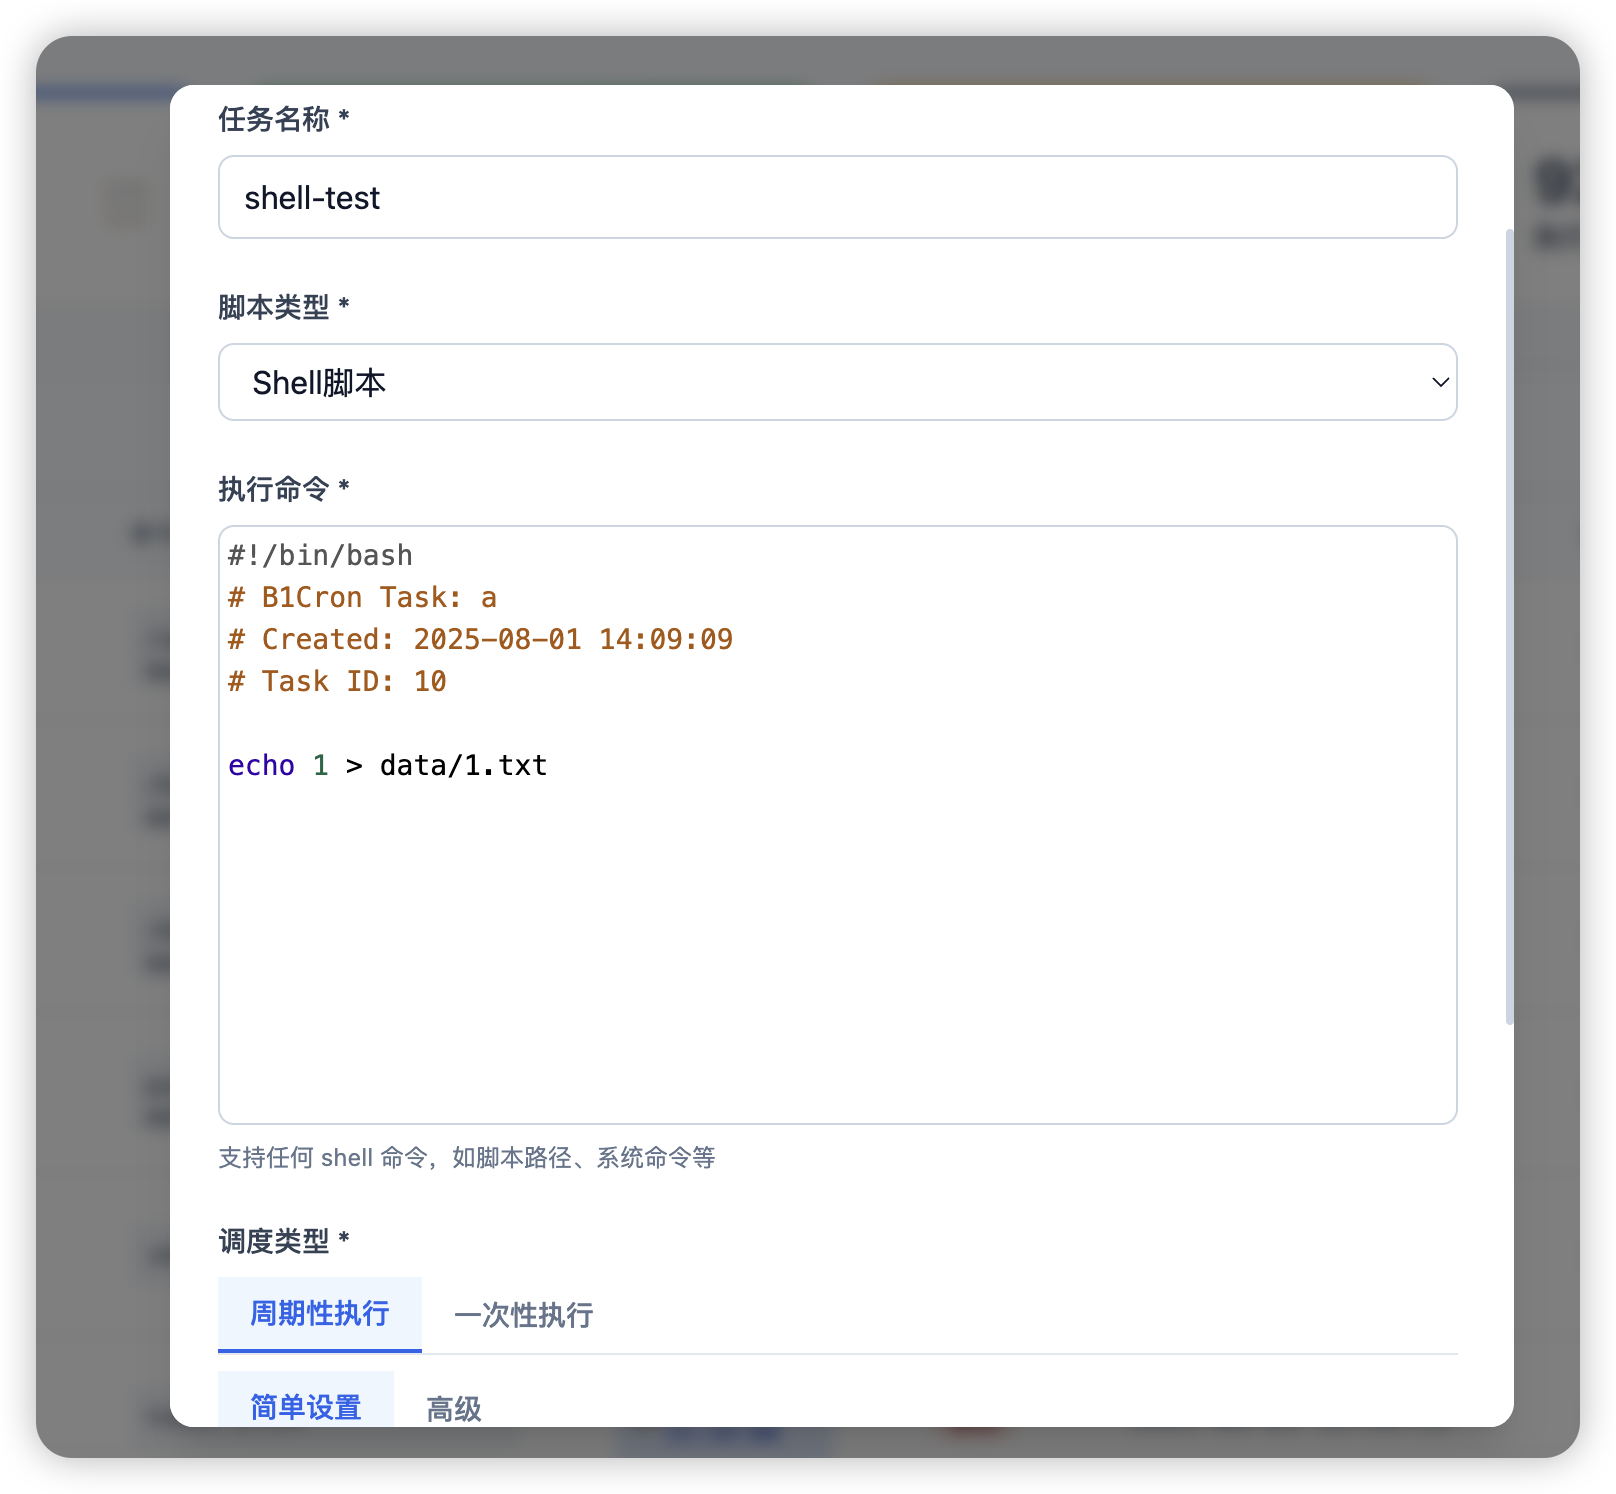 任务名称 *
shell-test
脚本类型 *
Shell脚本
执行命令 *
#!/bin/bash
# B1Cron Task: a
# Created: 2025-08-01 14:09:09
# Task ID: 10
echo 1 > data/1.txt
支持任何 shell 命令，如脚本路径、系统命令等
调度类型 *
周期性执行 一次性执行
简单设置 高级